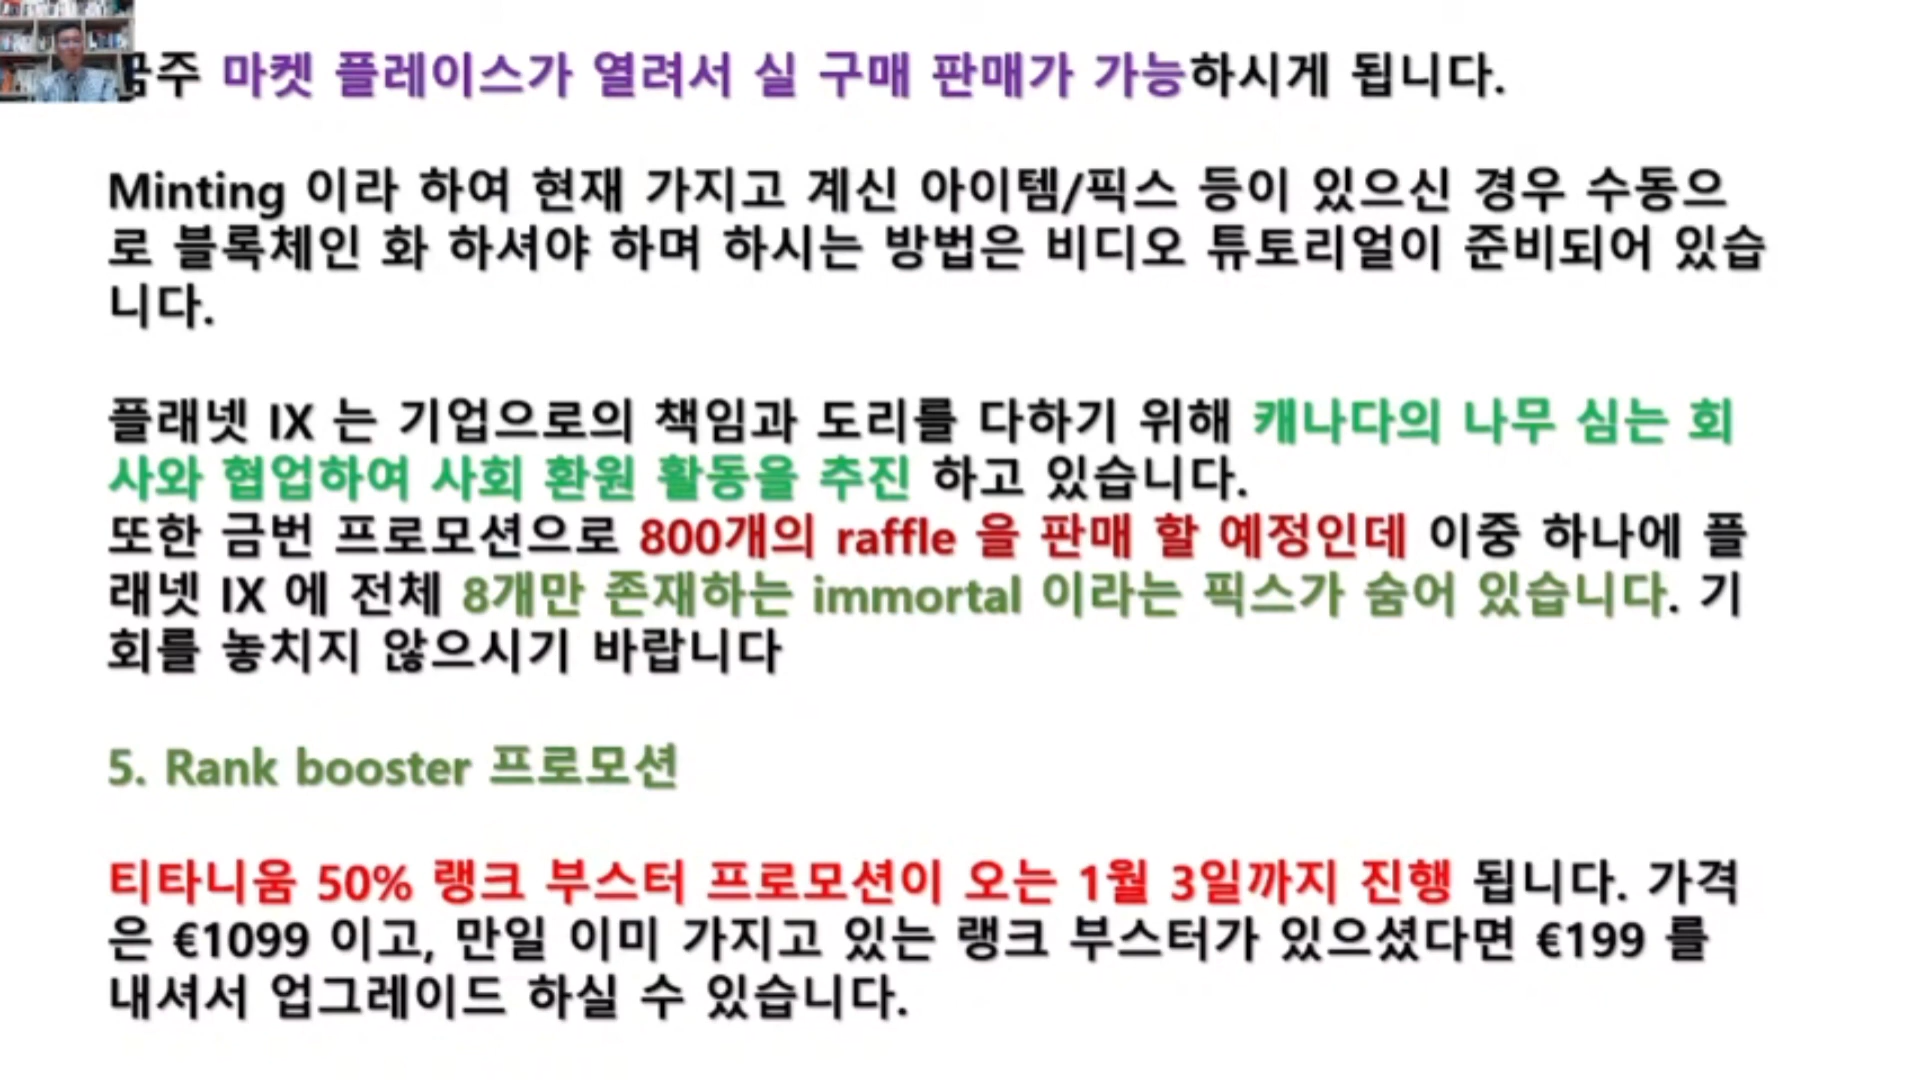 금주 마켓 플레이스가 열려서 실 구매 판매가 가능하시게 됩니다.
Minting 이라 하여 현재 가지고 계신 아이템/픽스 등이 있으신 경우 수동으
로 블록체인 화 하셔야 하며 하시는 방법은 비디오 튜토리얼이 준비되어 있습
니다.
플래넷 IX 는 기업으로의 책임과 도리를 다하기 위해 캐나다의 나무 심는 회
사와 협업하여 사회 환원 활동을 추진 하고 있습니다.
또한 금번 프로모션으로 800개의 raffle 을 판매 할 예정인데 이중 하나에 플
래넷 IX 에 전체 8개만 존재하는 immortal 이라는 픽스가 숨어 있습니다. 기
회를 놓치지 않으시기 바랍니다
5. Rank booster 프로모션
티타니움 50% 랭크 부스터 프로모션이 오는 1월 3일까지 진행 됩니다. 가격
은 €1099 이고, 만일 이미 가지고 있는 랭크 부스터가 있으셨다면 €199 를
내셔서 업그레이드 하실 수 있습니다.